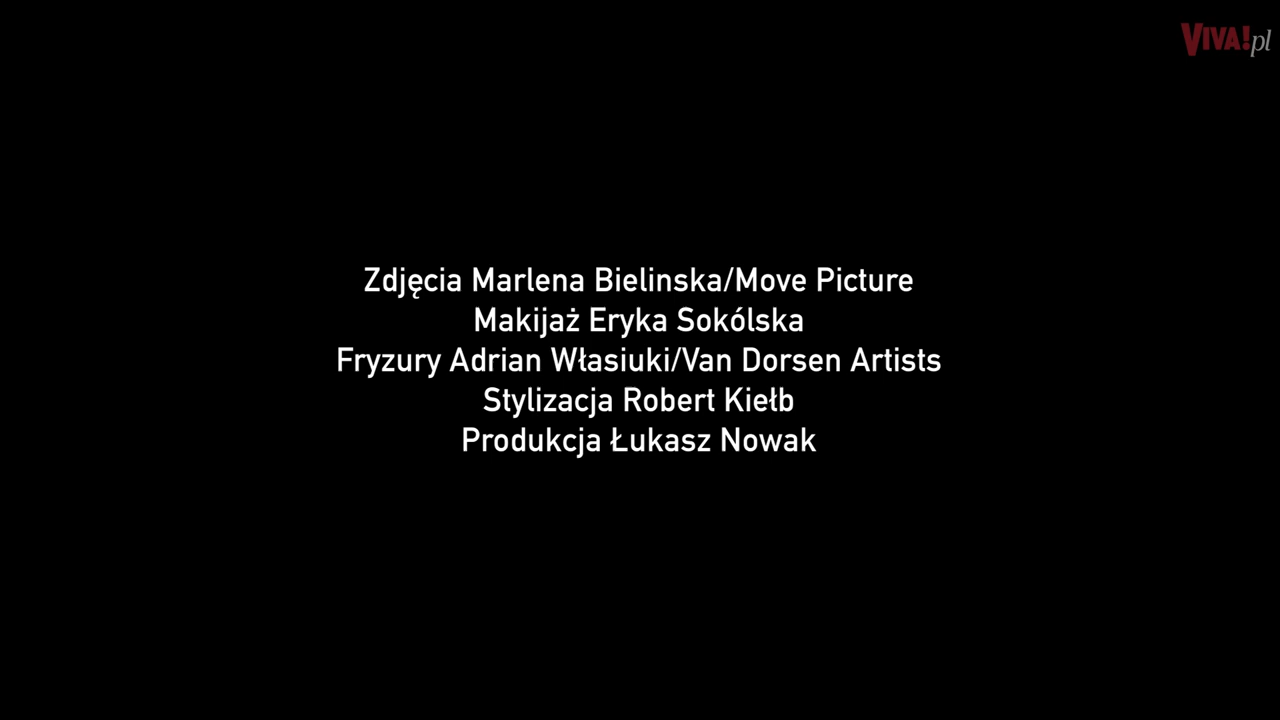 VIVA!pl
Zdjęcia Marlena Bielinska/Move Picture
Makijaż Eryka Sokólska
Fryzury Adrian Własiuki/Van Dorsen Artists
Stylizacja Robert Kiełb
Produkcja Łukasz Nowak